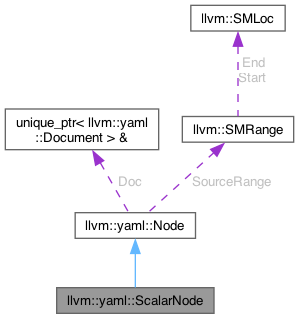 llvm::SMLoc
End
Start
unique_ptr< llvm::yaml
::Document > &
llvm::SMRange
Doc
SourceRange
llvm::yaml::Node
llvm::yaml::ScalarNode